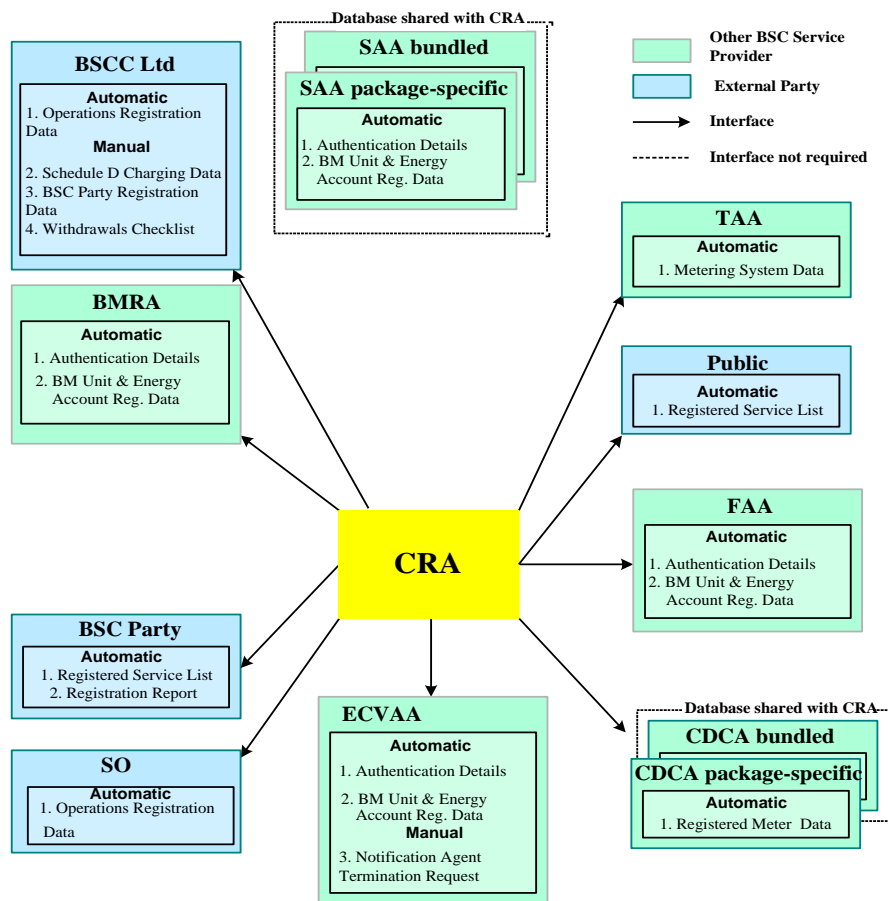 Database shared with CRA
SAA bundled
SAA package-specific
Automatic
1. Authentication Details
2. BM Unit & Energy
Account Reg. Data
Other BSC Service
Provider
External Party
Interface
Interface not required
BSCC Ltd
Automatic
1. Operations Registration
Data
Manual
2. Schedule D Charging Data
3. BSC Party Registration
Data
4. Withdrawals Checklist
TAA
Automatic
1. Metering System Data
BMRA
Automatic
1. Authentication Details
2. BM Unit & Energy
Account Reg. Data
Public
Automatic
1. Registered Service List
CRA
FAA
Automatic
1. Authentication Details
2. BM Unit & Energy
Account Reg. Data
BSC Party
Automatic
1. Registered Service List
2. Registration Report
SO
Automatic
1. Operations Registration
Data
ECVAA
Automatic
1. Authentication Details
2. BM Unit & Energy
Account Reg. Data
Manual
3. Notification Agent
Termination Request
Database shared with CRA
CDCA bundled
CDCA package-specific
Automatic
1. Registered Meter Data